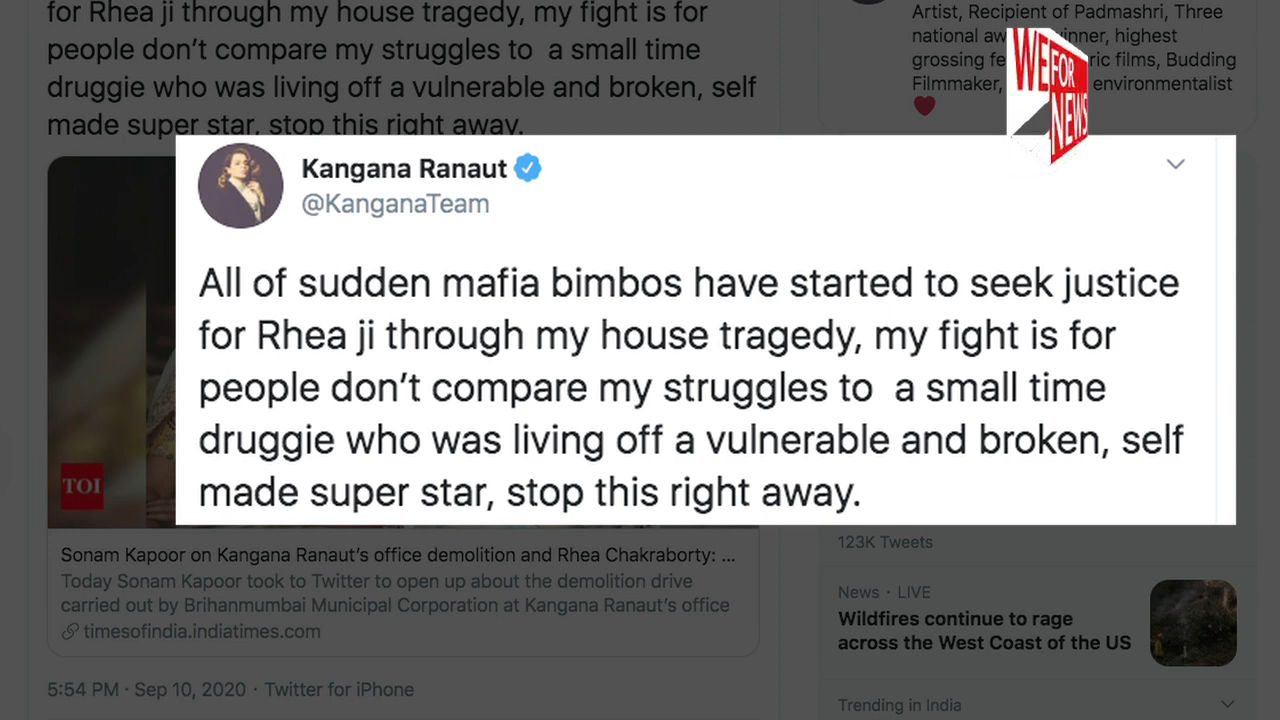 for Rhea ji through my house tragedy, my fight is for
people don’t compare my struggles to  a small time
druggie who was living off a vulnerable and broken, self
made super star, stop this right away.
Artist, Recipient of Padmashri, Three
national winner, highest
grossing films, Budding
Filmmaker, environmentalist
❤️
WE FOR NEWS
Kangana Ranaut
@KanganaTeam
All of sudden mafia bimbos have started to seek justice
for Rhea ji through my house tragedy, my fight is for
people don’t compare my struggles to  a small time
druggie who was living off a vulnerable and broken, self
made super star, stop this right away.
TOI
Sonam Kapoor on Kangana Ranaut’s office demolition and Rhea Chakraborty: ...
Today Sonam Kapoor took to Twitter to open up about the demolition drive
carried out by Brihanmumbai Municipal Corporation at Kangana Ranaut’s office
timesofindia.indiatimes.com
5:54 PM · Sep 10, 2020 · Twitter for iPhone
123K Tweets
News · LIVE
Wildfires continue to rage
across the West Coast of the US
Trending in India